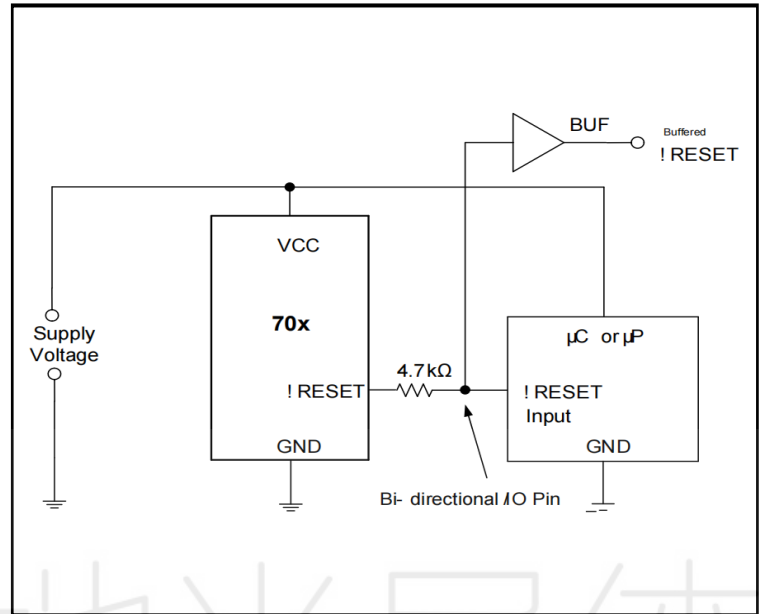 BUF
Buffered
! RESET
VCC
70x
Supply
Voltage
µC or µP
4.7kΩ
! RESET
! RESET
Input
GND
GND
Bi- directional I/O Pin